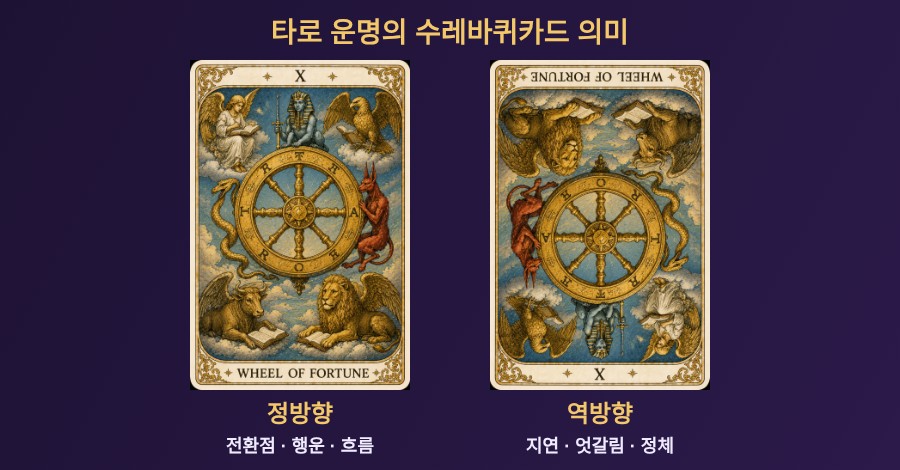 타로 운명의 수레바퀴카드 의미
X
WHEEL OF FORTUNE
WHEEL OF FORTUNE
X
정방향
역방향
전환점 · 행운 · 흐름
지연 · 엇갈림 · 정체